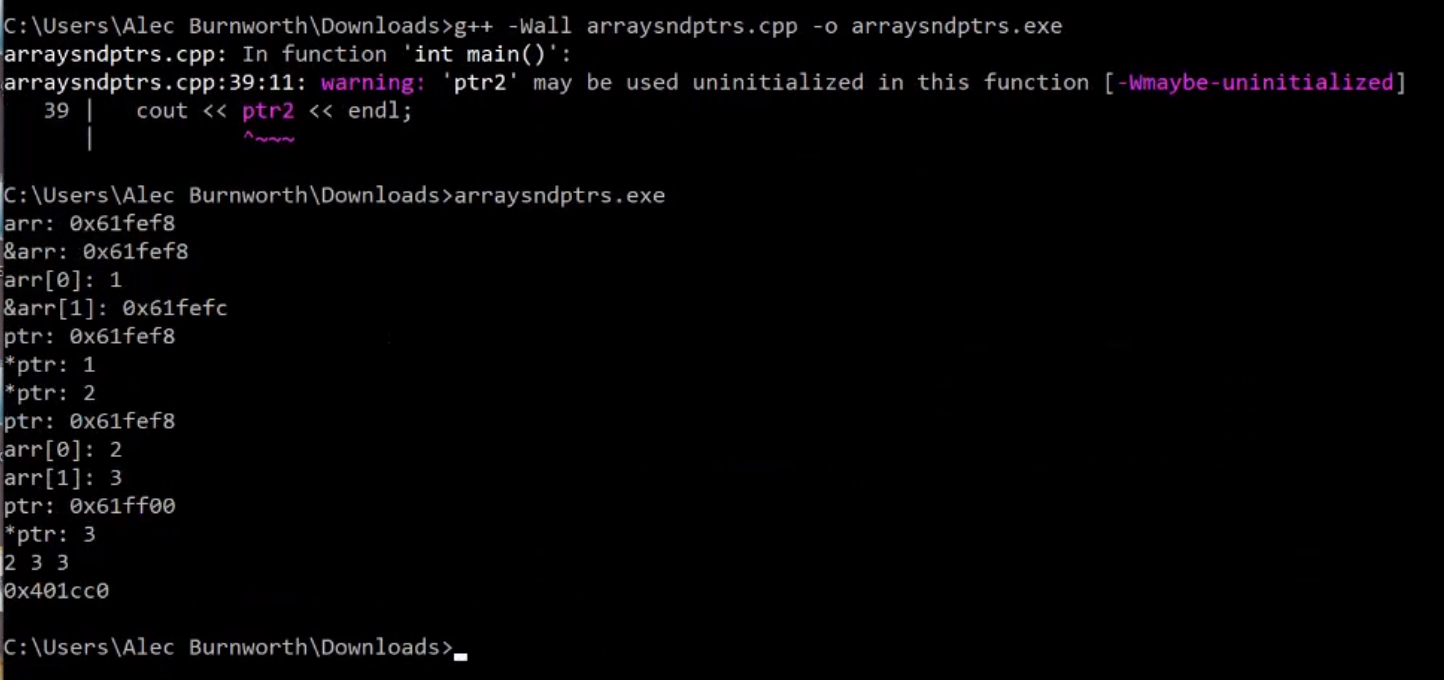 C:\Users\Alec Burnworth\Downloads>g++ -Wall arraysndptrs.cpp -o arraysndptrs.exe
arraysndptrs.cpp: In function 'int main()':
arraysndptrs.cpp:39:11: warning: 'ptr2' may be used uninitialized in this function [-Wmaybe-uninitialized]
   39 |   cout << ptr2 << endl;
      |           ^~~~
C:\Users\Alec Burnworth\Downloads>arraysndptrs.exe
arr: 0x61fef8
&arr: 0x61fef8
arr[0]: 1
&arr[1]: 0x61fefc
ptr: 0x61fef8
*ptr: 1
*ptr: 2
ptr: 0x61fef8
arr[0]: 2
arr[1]: 3
ptr: 0x61ff00
*ptr: 3
2 3 3
0x401cc0
C:\Users\Alec Burnworth\Downloads>